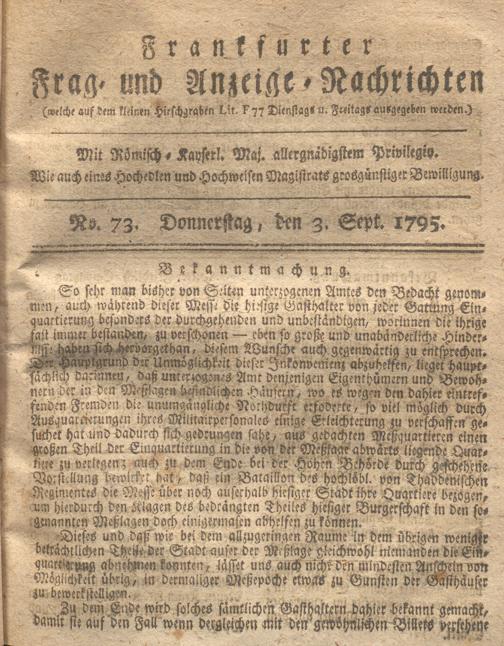 Frankfurter
Frag- und Anzeige-Nachrichten
(welche auf dem kleinen Hirschgraben Lit. F 77 Dienstags u. Freitags ausgegeben werden.)
Mit Römisch-Kayserl. Maj. allergnädigstem Privilegio.
Wie auch eines Hochedlen und Hochweisen Magistrats grosgünstiger Bewilligung.
No. 73. Donnerstag, den 3. Sept. 1795.
Bekanntmachung.
So sehr man bisher von Seiten unterzogenen Amtes den Bedacht genom-
men, auch während dieser Messe die hiesige Gasthalter von jeder Gattung Ein-
quartierung besonders der durchgehenden und unbeständigen, worinnen die ihrige
fast immer bestanden, zu verschonen — eben so große und unabänderliche Hinder-
niße haben sich hervorgethan, diesem Wunsche auch gegenwärtig zu entsprechen.
Der Hauptgrund der Unmöglichkeit dieser Inkonvenienz abzuhelfen, lieget haupt-
sächlich darinnen, daß unterzogenes Amt denjenigen Eigenthümern und Bewoh-
nern der in den Meßlagen befindlichen Häusern, wo es wegen den dahier eintref-
fenden Fremden die unumgängliche Nothdurft erfoderte, so viel möglich durch
Ausquartierungen ihres Militairpersonales einige Erleichterung zu verschaffen ge-
suchet hat und dadurch sich gedrungen sahe, aus gedachten Meßquartieren einen
großen Theil der Einquartierung in die von der Meßlage abwärts liegende Quar-
tiere zu verlegen; auch zu dem Ende bei der Hohen Behörde durch geschehene
Vorstellung bewirket hat, daß ein Bataillon des hochlöbl. von Thaddenischen
Regimentes die Messe über noch auserhalb hiesiger Stadt ihre Quartiere bezogen,
um hierdurch den Klagen des bedrängten Theiles hiesiger Burgerschaft in den so-
genannten Meßlagen doch einigermasen abhelfen zu können.
Dieses und daß wir bei dem allzugeringen Raume in dem übrigen weniger
beträchtlichen Theile der Stadt auser der Meßlage gleichwohl niemanden die Ein-
quartierung abnehmen konnten, lässet uns auch nicht den mindesten Anschein von
Möglichkeit übrig, in dermaliger Meßepoche etwas zu Gunsten der Gasthäuser
zu bewerkstelligen.
Zu dem Ende wird solches sämtlichen Gasthaltern dahier bekannt gemacht,
damit sie auf den Fall wenn dergleichen mit den gewöhnlichen Billets versehene